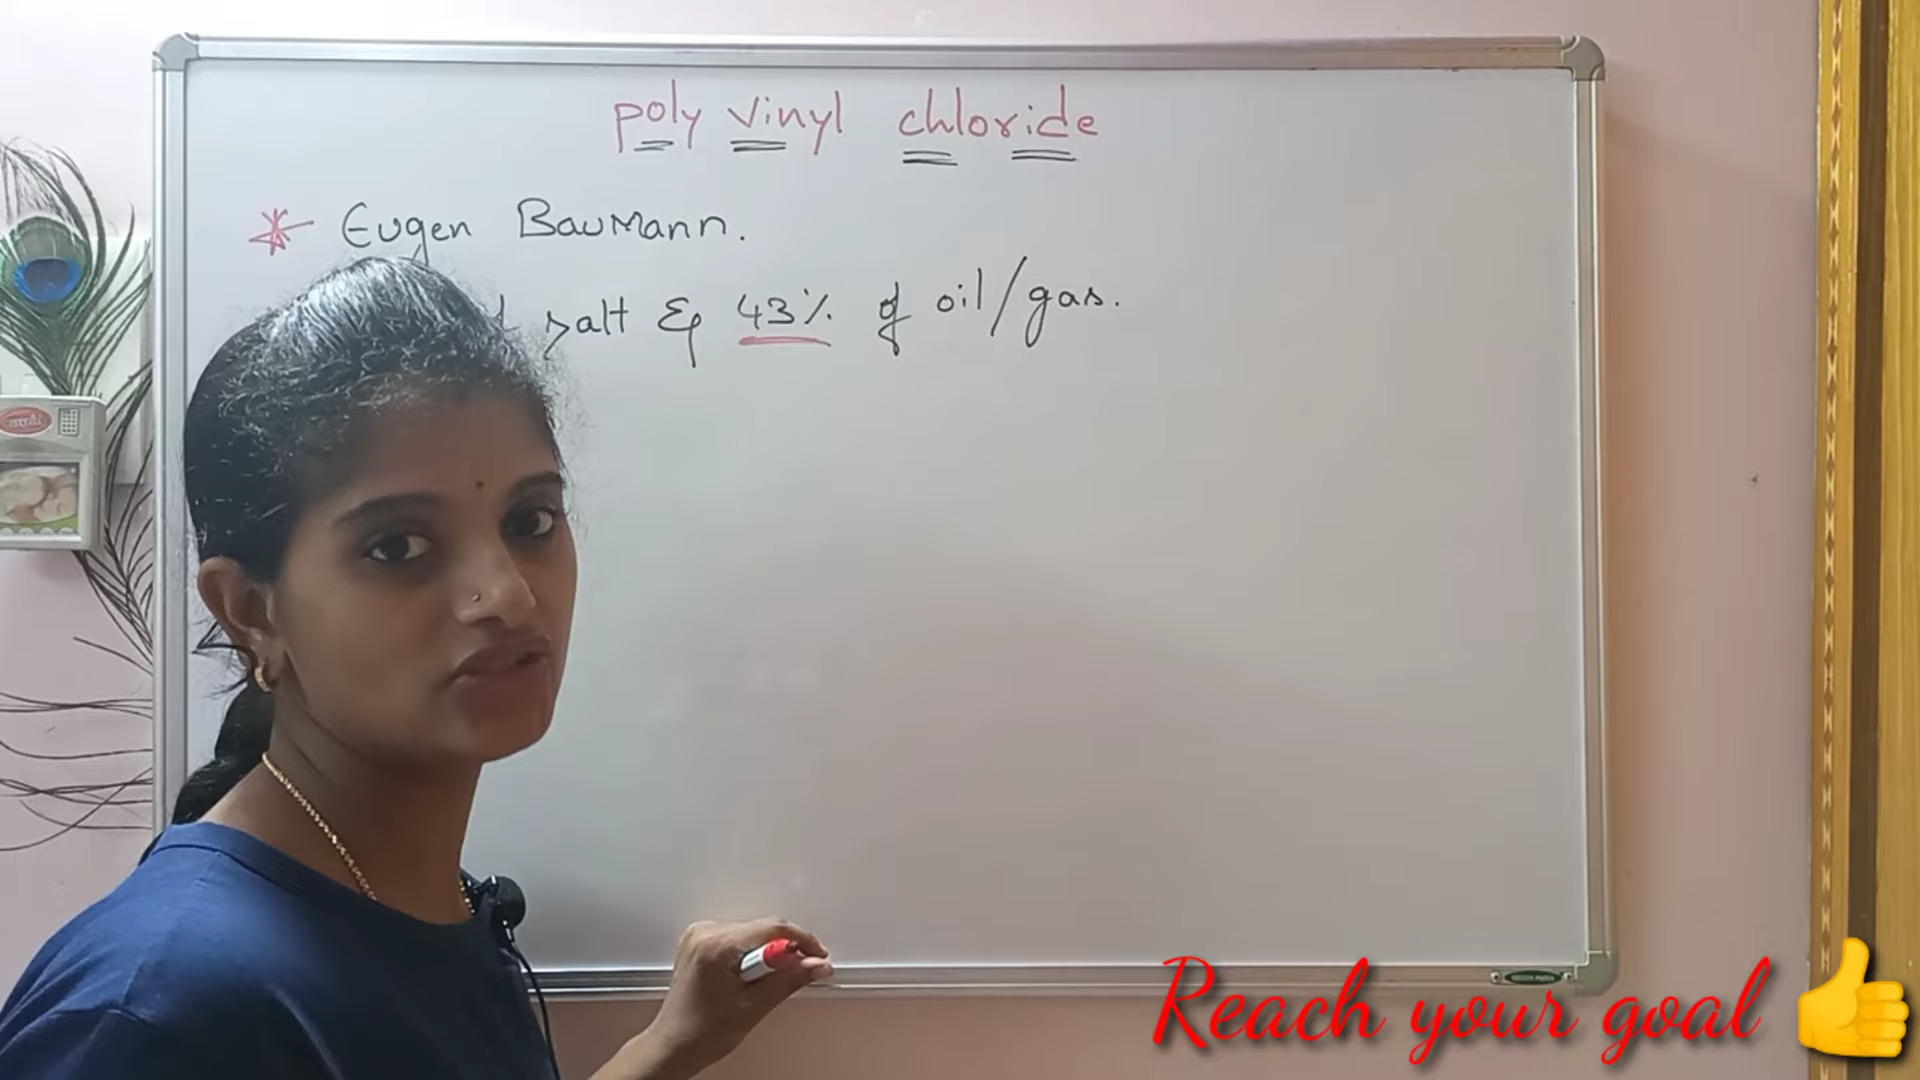 poly vinyl chloride
* Eugen Baumann.
salt & 43% of oil/gas.
Reach your goal 👍